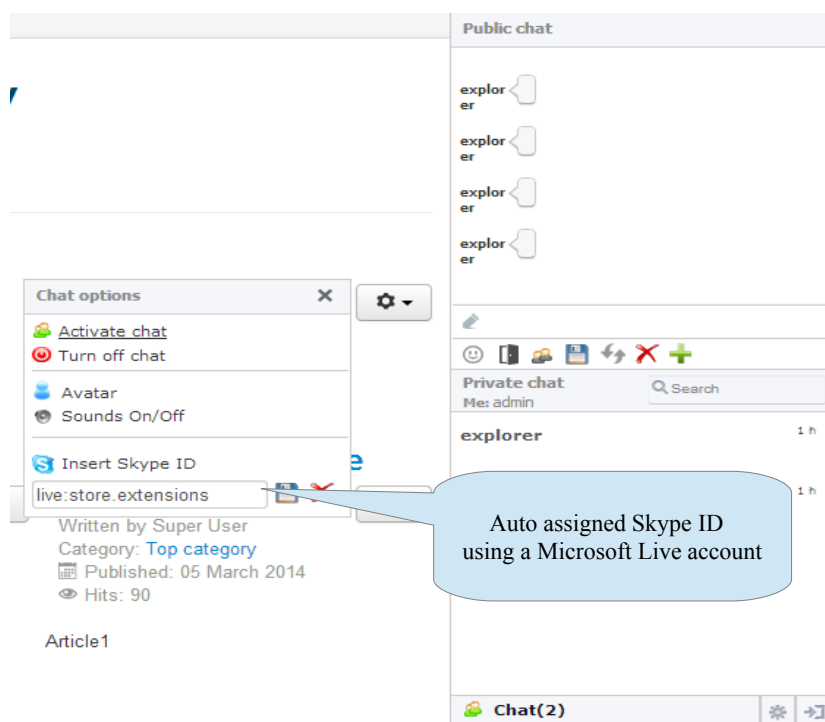 Public chat
explor
er
explor
er
explor
er
explor
er
Chat options
Activate chat
Turn off chat
Avatar
Sounds On/Off
Insert Skype ID
live:store.extensions
Written by Super User
Category: Top category
Published: 05 March 2014
Hits: 90
Article1
Private chat
Me: admin
Search
explorer
1 h
1 h
Auto assigned Skype ID
using a Microsoft Live account
Chat(2)